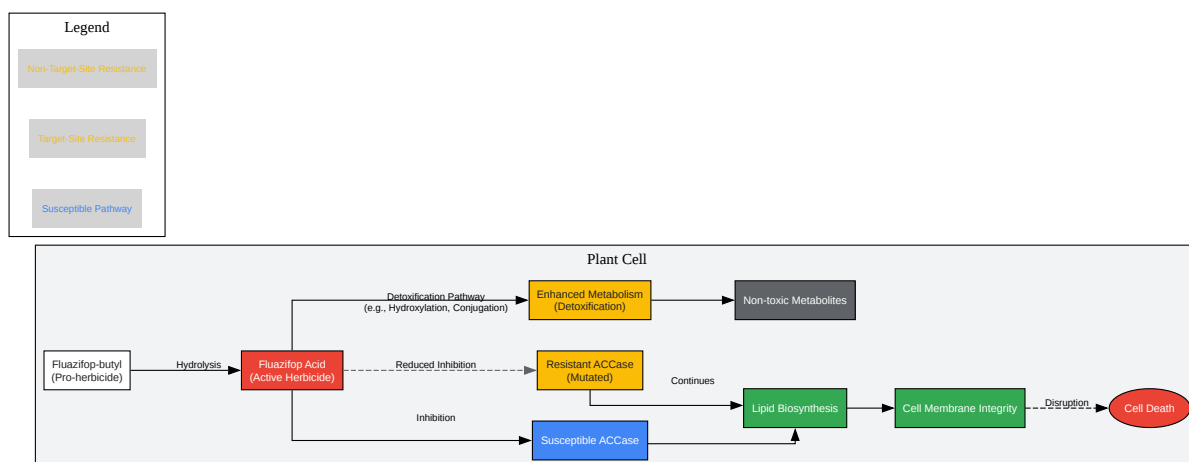 Legend
Non-Target-Site Resistance
Target-Site Resistance
Susceptible Pathway
Plant Cell
Detoxification Pathway
(e.g., Hydroxylation, Conjugation)
Enhanced Metabolism
(Detoxification)
Non-toxic Metabolites
Fluazifop-butyl
(Pro-herbicide)
Hydrolysis
Fluazifop Acid
(Active Herbicide)
Reduced Inhibition
Resistant ACCase
(Mutated)
Continues
Lipid Biosynthesis
Cell Membrane Integrity
Disruption
Cell Death
Inhibition
Susceptible ACCase